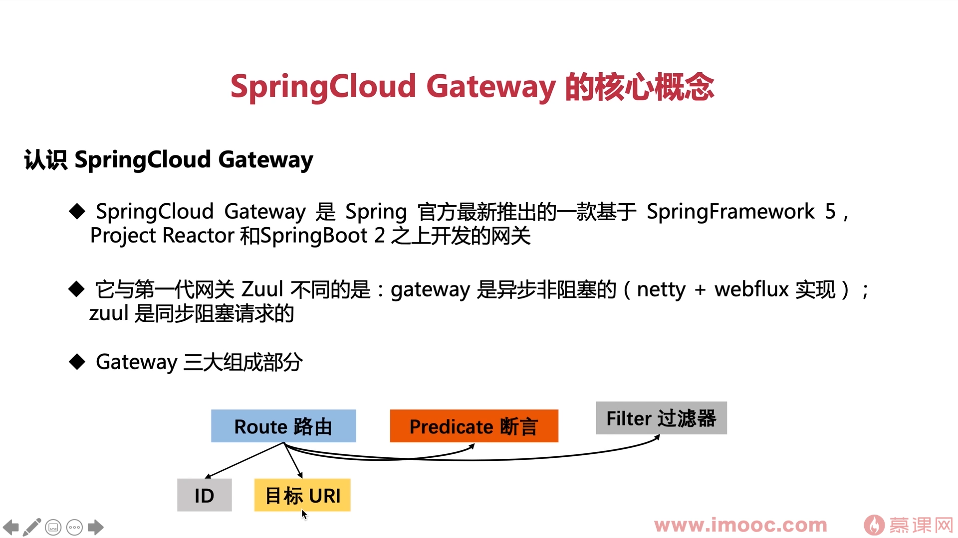 SpringCloud Gateway 的核心概念
认识 SpringCloud Gateway
◆ SpringCloud Gateway 是 Spring 官方最新推出的一款基于 SpringFramework 5，
Project Reactor 和SpringBoot 2 之上开发的网关
◆ 它与第一代网关 Zuul 不同的是：gateway 是异步非阻塞的（netty + webflux 实现）；
zuul 是同步阻塞请求的
◆ Gateway 三大组成部分
Route 路由
Predicate 断言
Filter 过滤器
ID
目标 URI
www.imooc.com
慕课网